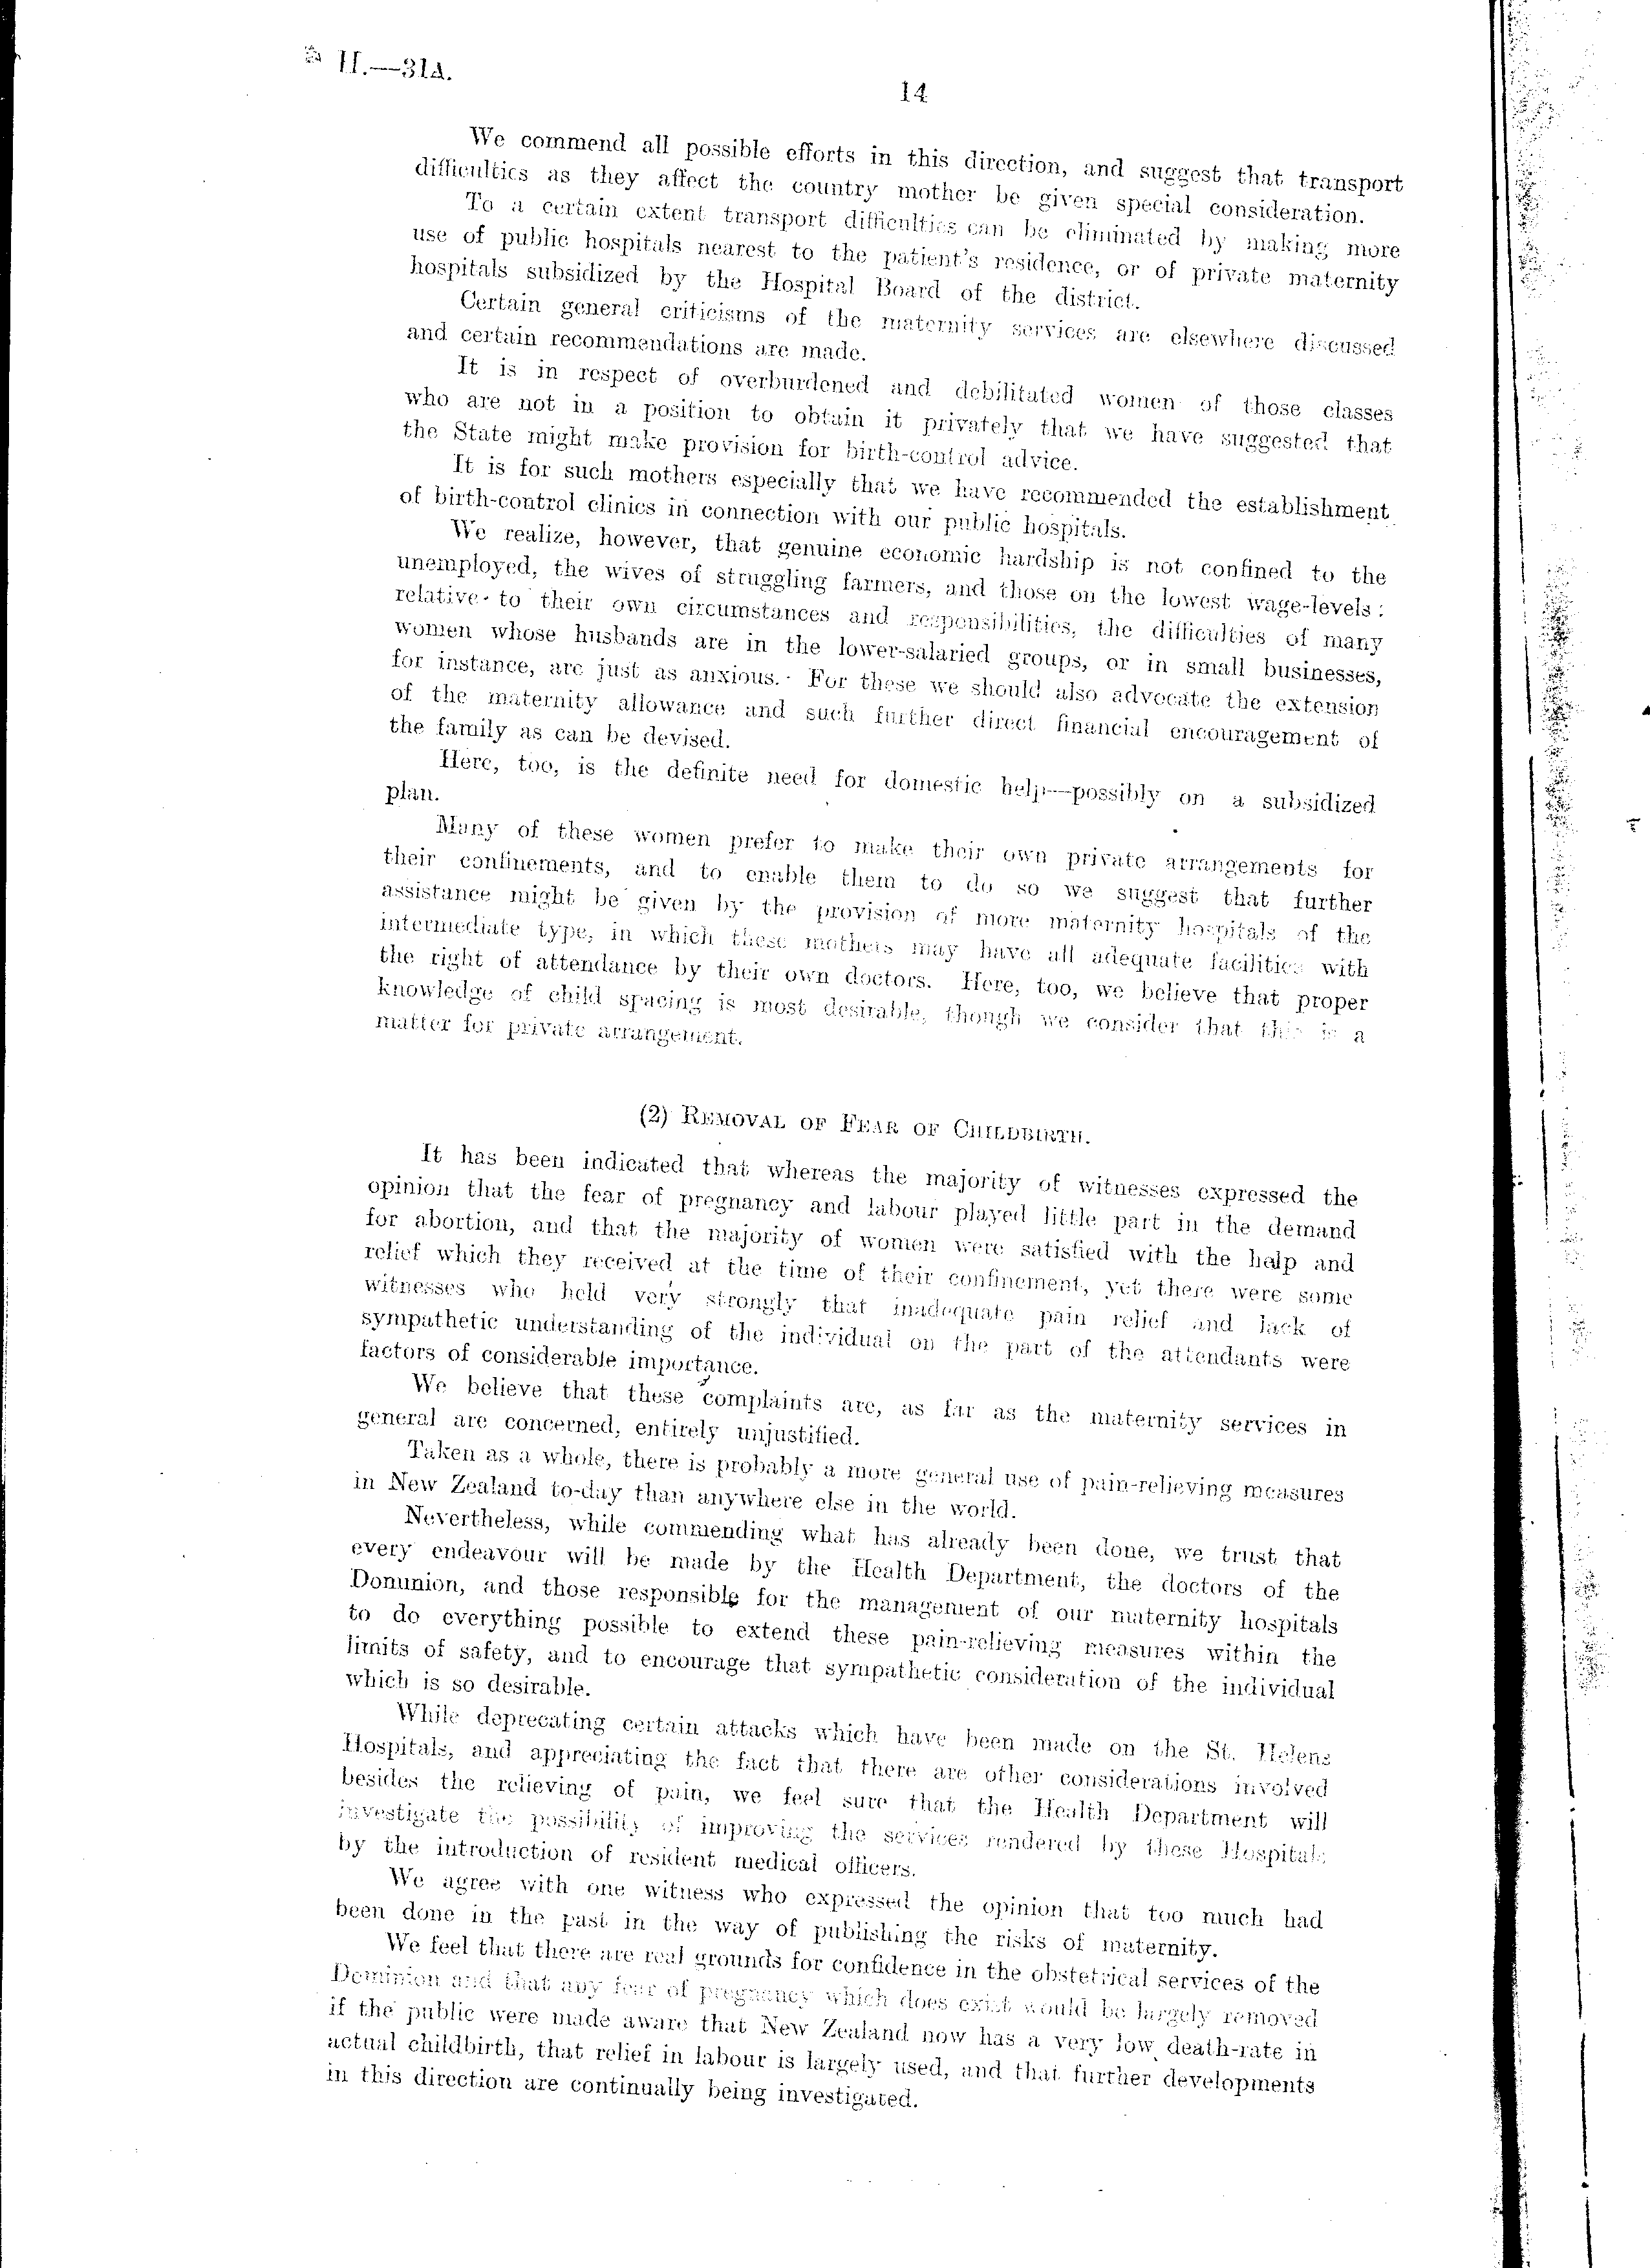 H.—31A.
14
We commend all possible efforts in this direction, and suggest that transport
difficulties as they affect the country mother be given special consideration.
To a certain extent transport difficulties can be eliminated by making more
use of public hospitals nearest to the patient's residence, or of private maternity
hospitals subsidized by the Hospital Board of the district.
Certain general criticisms of the maternity services are elsewhere discussed
and certain recommendations are made.
It is in respect of overburdened and debilitated women of those classes
who are not in a position to obtain it privately that we have suggested that
the State might make provision for birth-control advice.
It is for such mothers especially that we have recommended the establishment
of birth-control clinics in connection with our public hospitals.
We realize, however, that genuine economic hardship is not confined to the
unemployed, the wives of struggling farmers, and those on the lowest wage-levels:
relative to their own circumstances and responsibilities, the difficulties of many
women whose husbands are in the lower-salaried groups, or in small businesses,
for instance, are just as anxious. For these we should also advocate the extension
of the maternity allowance and such further direct financial encouragement of
the family as can be devised.
Here, too, is the definite need for domestic help—possibly on a subsidized
plan.
Many of these women prefer to make their own private arrangements for
their confinements, and to enable them to do so we suggest that further
assistance might be given by the provision of more maternity hospitals of the
intermediate type, in which these mothers may have all adequate facilities with
the right of attendance by their own doctors. Here, too, we believe that proper
knowledge of child spacing is most desirable, though we consider that this is a
matter for private arrangement.
(2) REMOVAL OF FEAR OF CHILDBIRTH.
It has been indicated that whereas the majority of witnesses expressed the
opinion that the fear of pregnancy and labour played little part in the demand
for abortion, and that the majority of women were satisfied with the help and
relief which they received at the time of their confinement, yet there were some
witnesses who held very strongly that inadequate pain relief and lack of
sympathetic understanding of the individual on the part of the attendants were
factors of considerable importance.
We believe that these complaints are, as far as the maternity services in
general are concerned, entirely unjustified.
Taken as a whole, there is probably a more general use of pain-relieving measures
in New Zealand to-day than anywhere else in the world.
Nevertheless, while commending what has already been done, we trust that
every endeavour will be made by the Health Department, the doctors of the
Dominion, and those responsible for the management of our maternity hospitals
to do everything possible to extend these pain-relieving measures within the
limits of safety, and to encourage that sympathetic consideration of the individual
which is so desirable.
While deprecating certain attacks which have been made on the St. Helens
Hospitals, and appreciating the fact that there are other considerations involved
besides the relieving of pain, we feel sure that the Health Department will
investigate the possibility of improving the services rendered by these Hospitals
by the introduction of resident medical officers.
We agree with one witness who expressed the opinion that too much had
been done in the past in the way of publishing the risks of maternity.
We feel that there are real grounds for confidence in the obstetrical services of the
Dominion and that any fear of pregnancy which does exist would be largely removed
if the public were made aware that New Zealand now has a very low death-rate in
actual childbirth, that relief in labour is largely used, and that further developments
in this direction are continually being investigated.